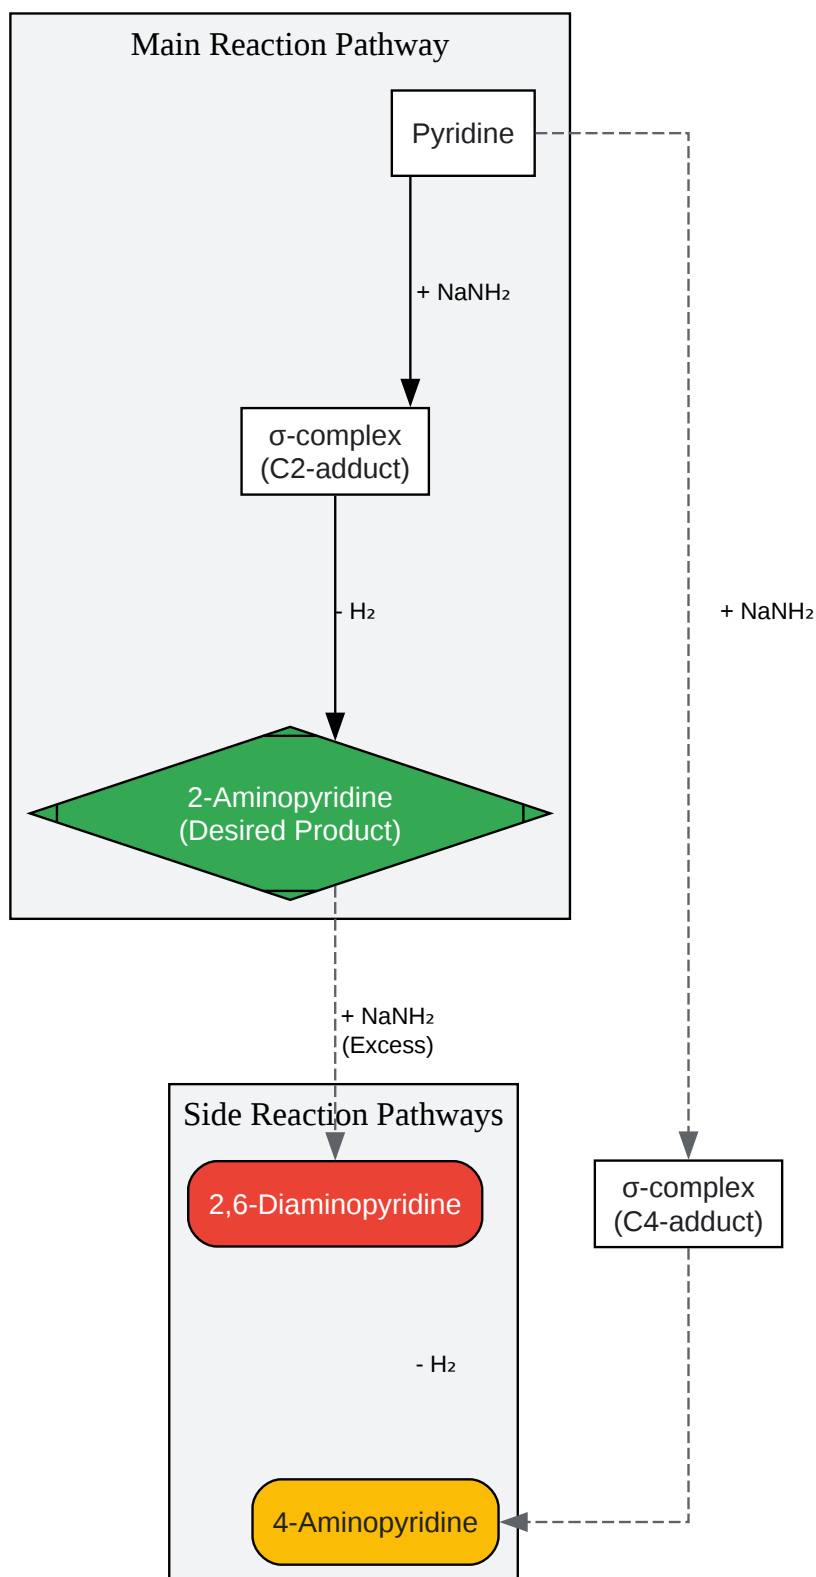 Main Reaction Pathway
Pyridine
+ NaNH₂
σ-complex
(C2-adduct)
- H₂
+ NaNH₂
2-Aminopyridine
(Desired Product)
+ NaNH₂
(Excess)
Side Reaction Pathways
2,6-Diaminopyridine
σ-complex
(C4-adduct)
- H₂
4-Aminopyridine